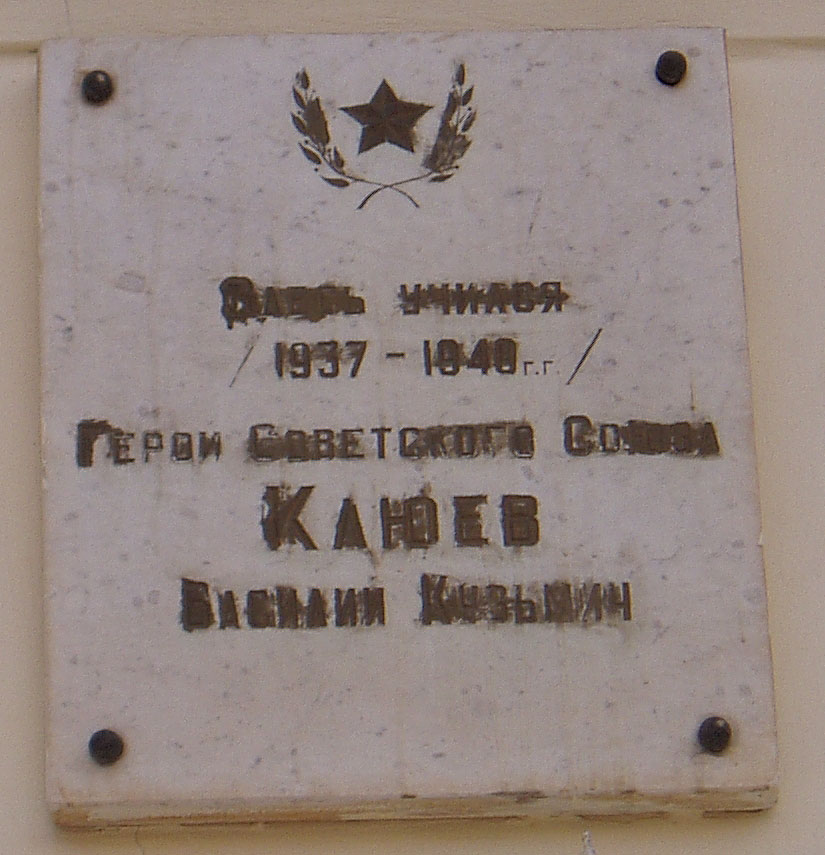 Здесь учился
/1937 - 1940 г.г./
Герой Советского Союза
Клюев
Василий Кузьмич